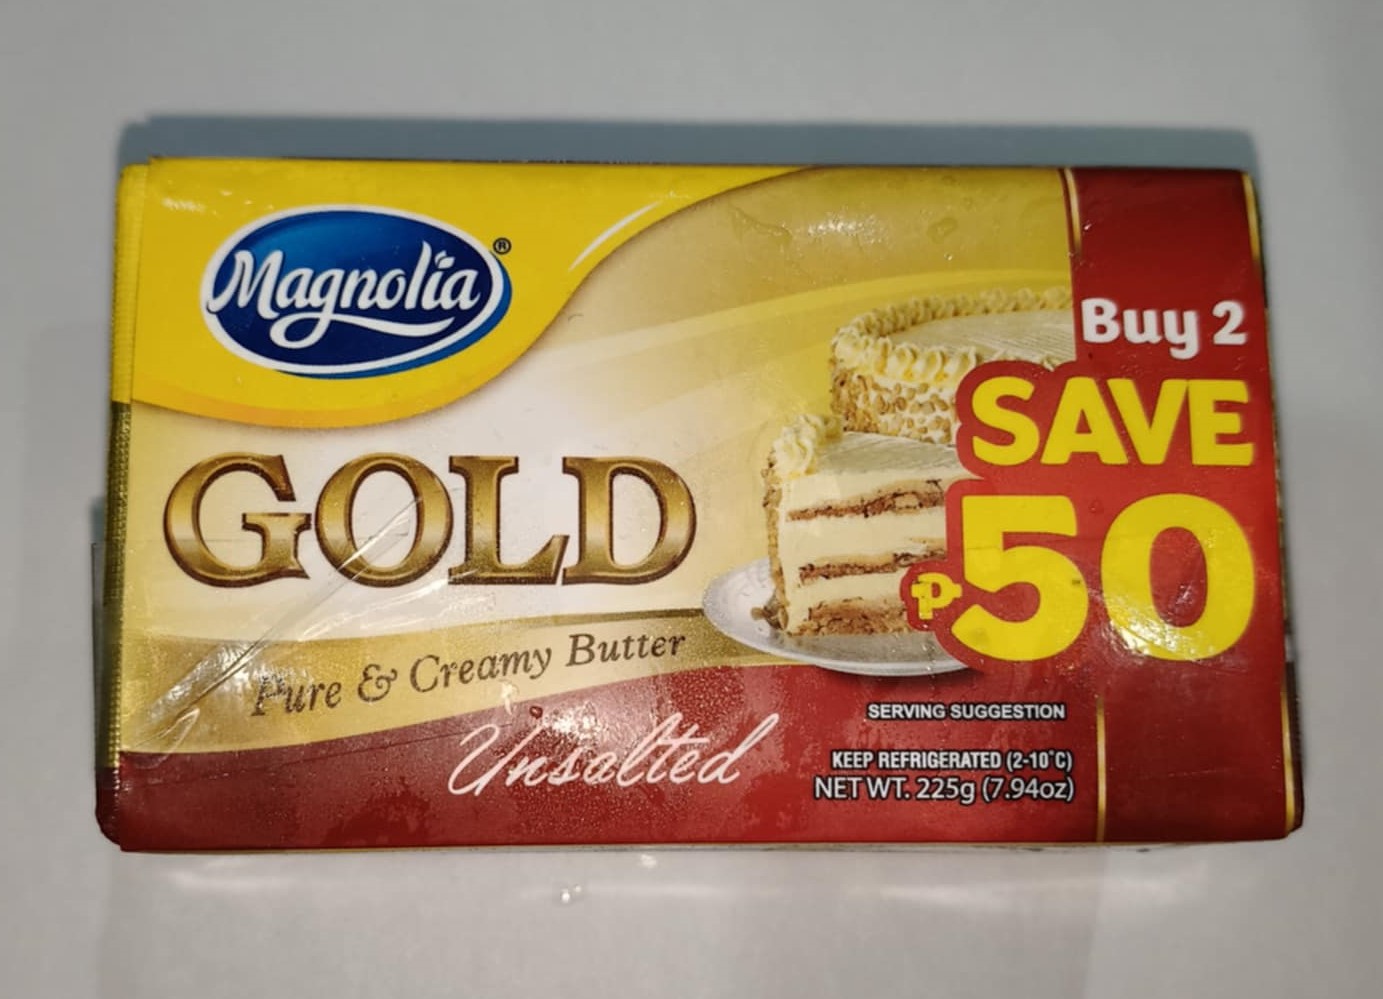 Magnolia®
GOLD
Pure & Creamy Butter
Unsalted
Buy 2
SAVE
₱50
SERVING SUGGESTION
KEEP REFRIGERATED (2-10°C)
NET WT. 225g (7.94oz)